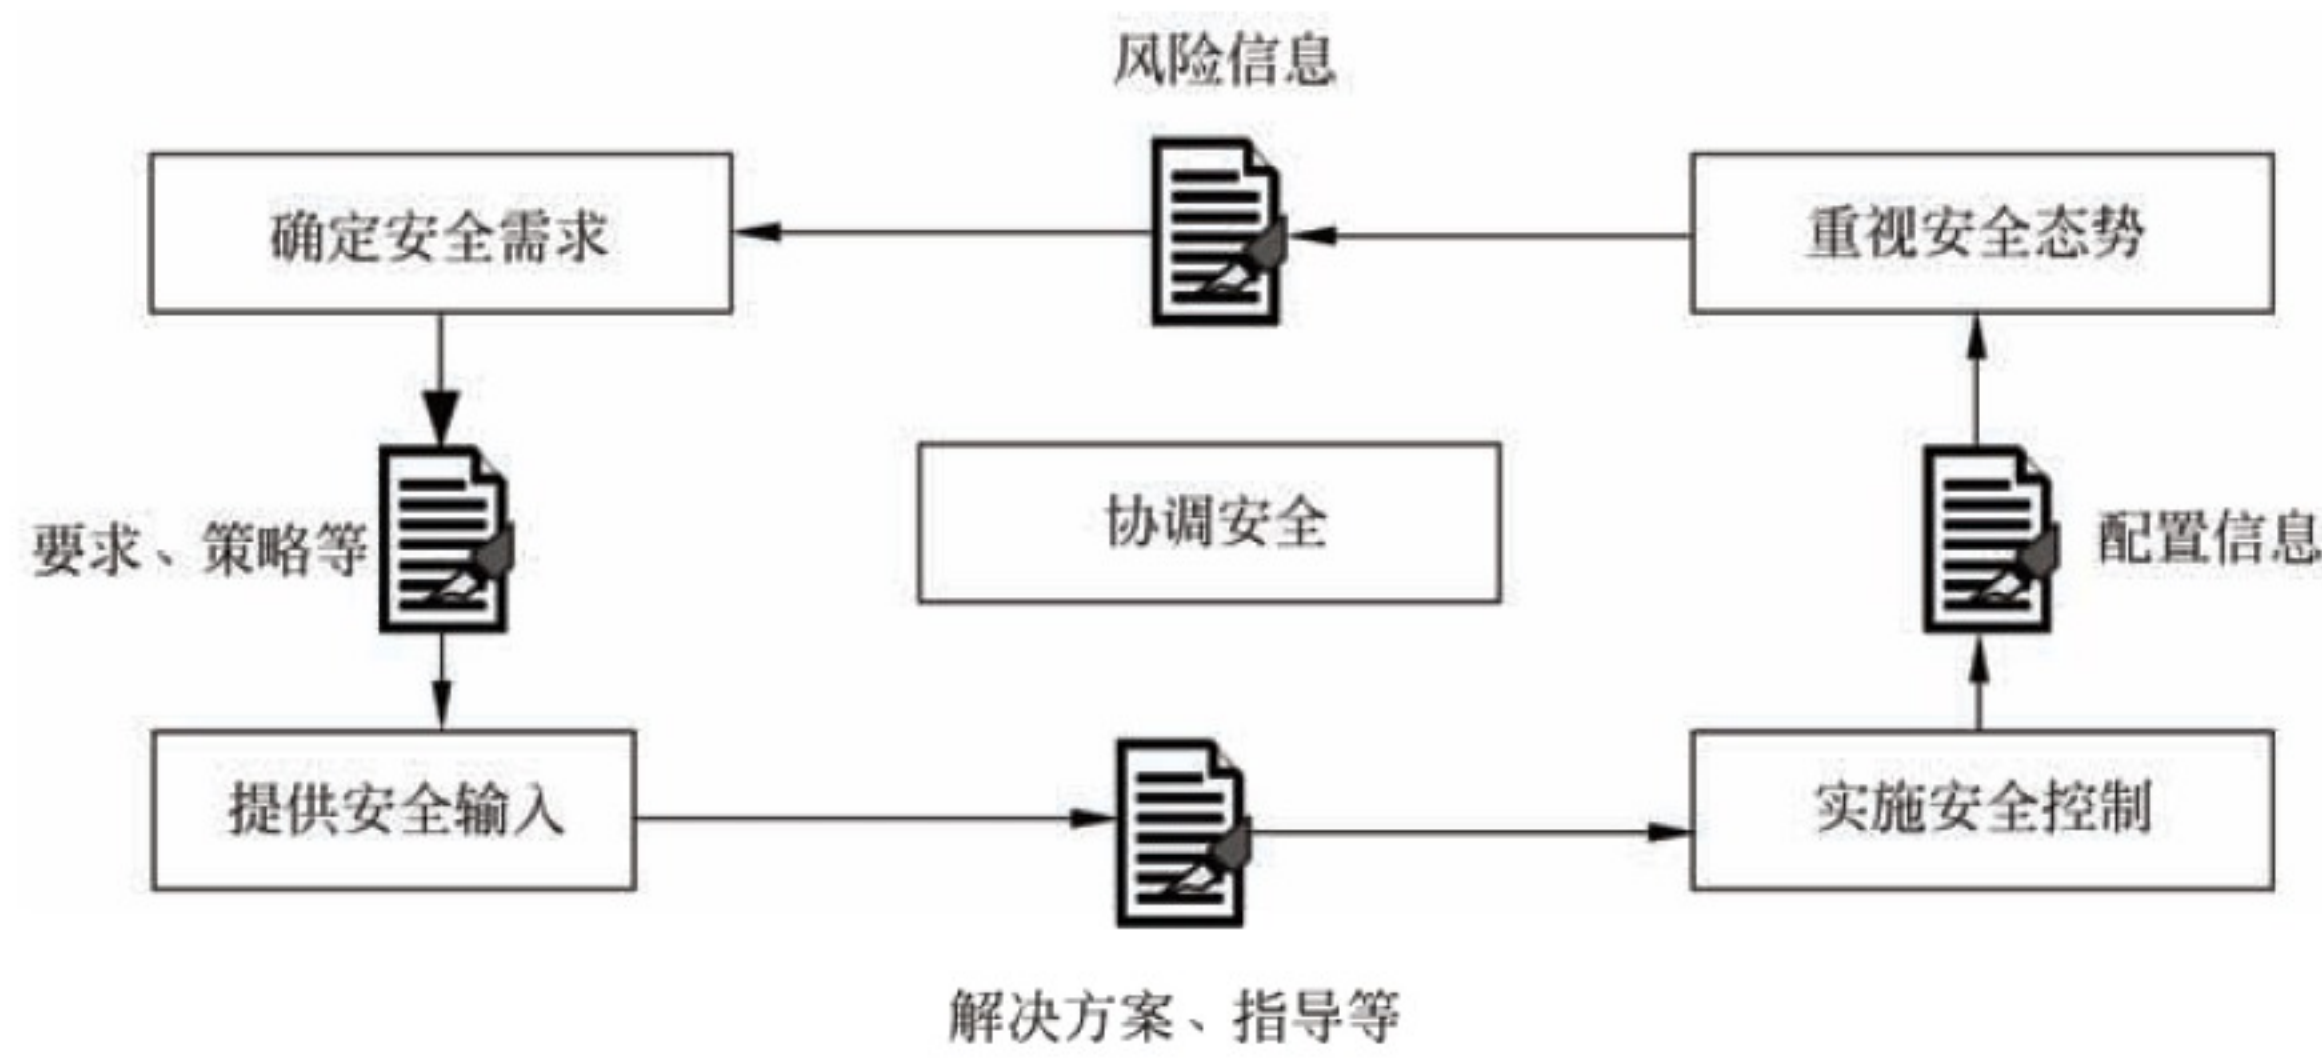 风险信息
确定安全需求
重视安全态势
协调安全
要求、策略等
配置信息
提供安全输入
实施安全控制
解决方案、指导等